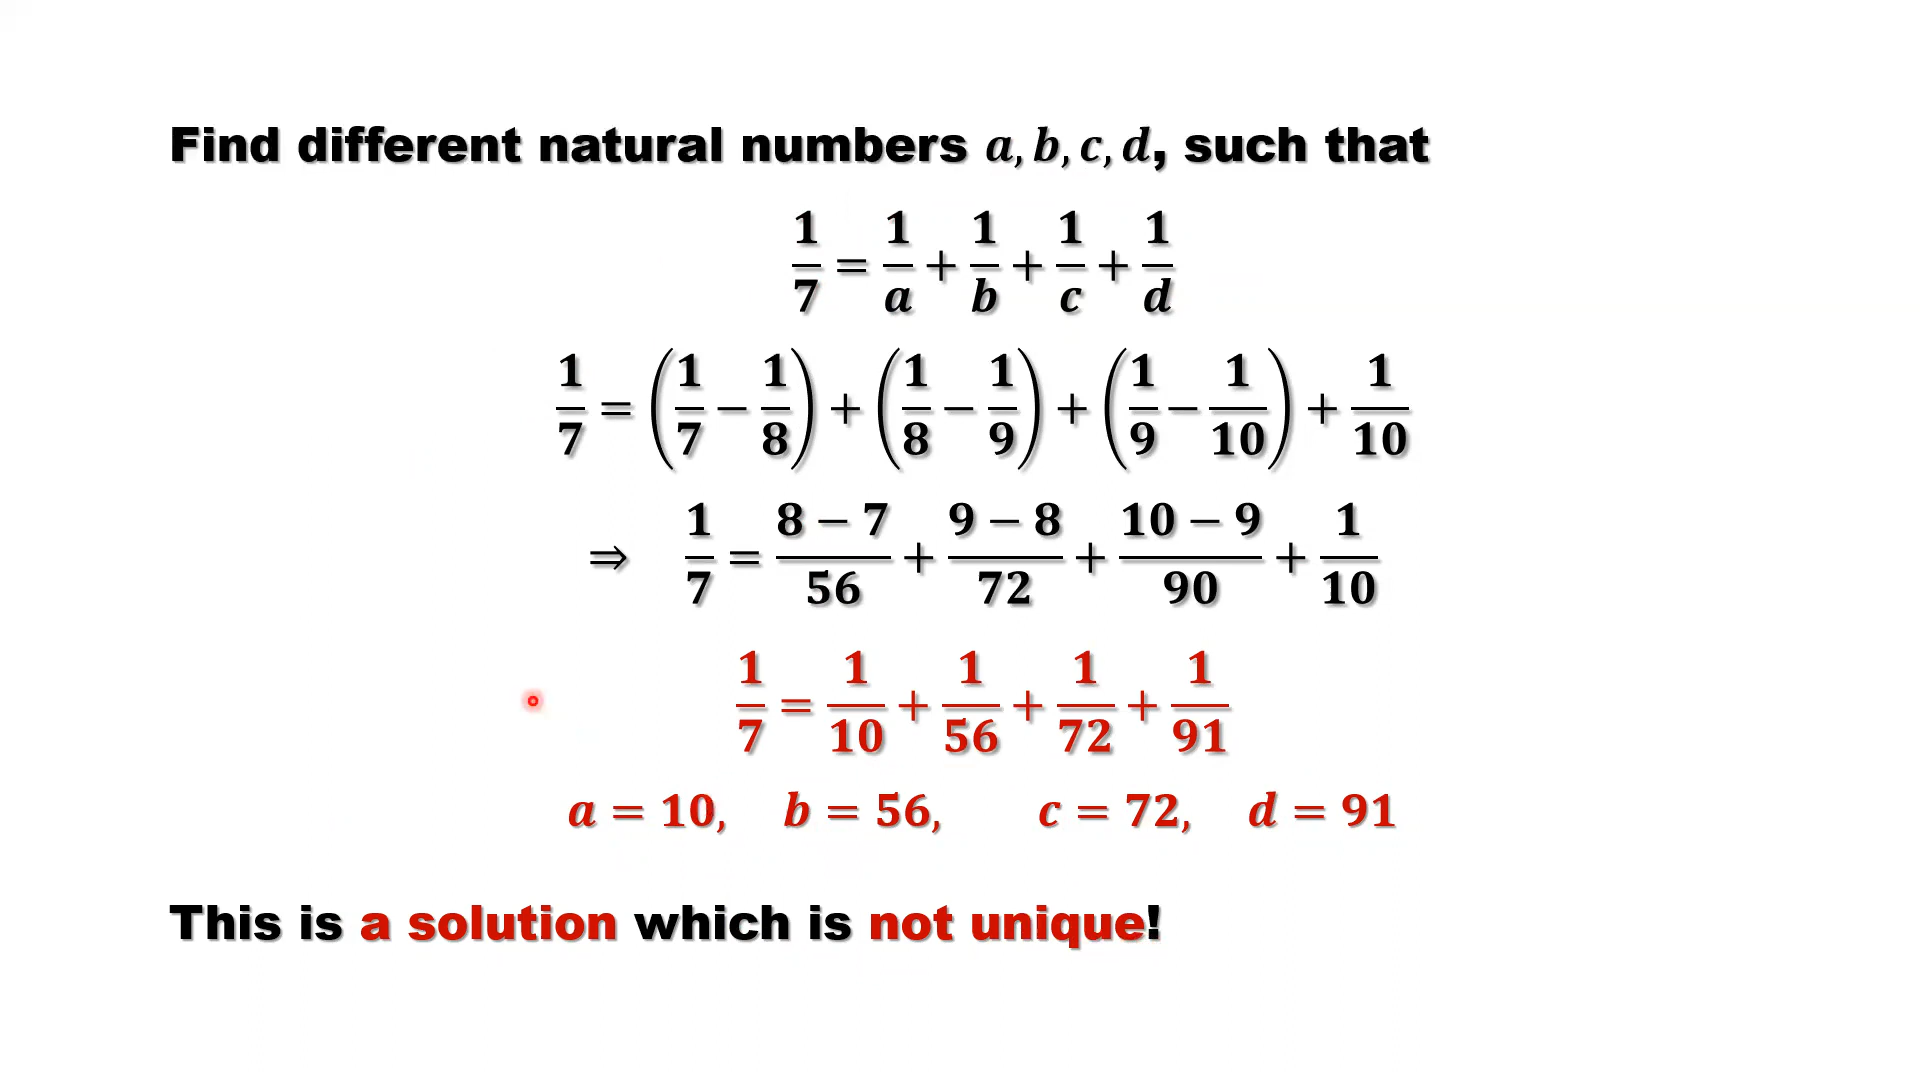 Find different natural numbers a, b, c, d, such that
1/7 = 1/a + 1/b + 1/c + 1/d
1/7 = (1/7 − 1/8) + (1/8 − 1/9) + (1/9 − 1/10) + 1/10
⇒ 1/7 = (8 − 7)/56 + (9 − 8)/72 + (10 − 9)/90 + 1/10
1/7 = 1/10 + 1/56 + 1/72 + 1/91
a = 10, b = 56, c = 72, d = 91
This is a solution which is not unique!